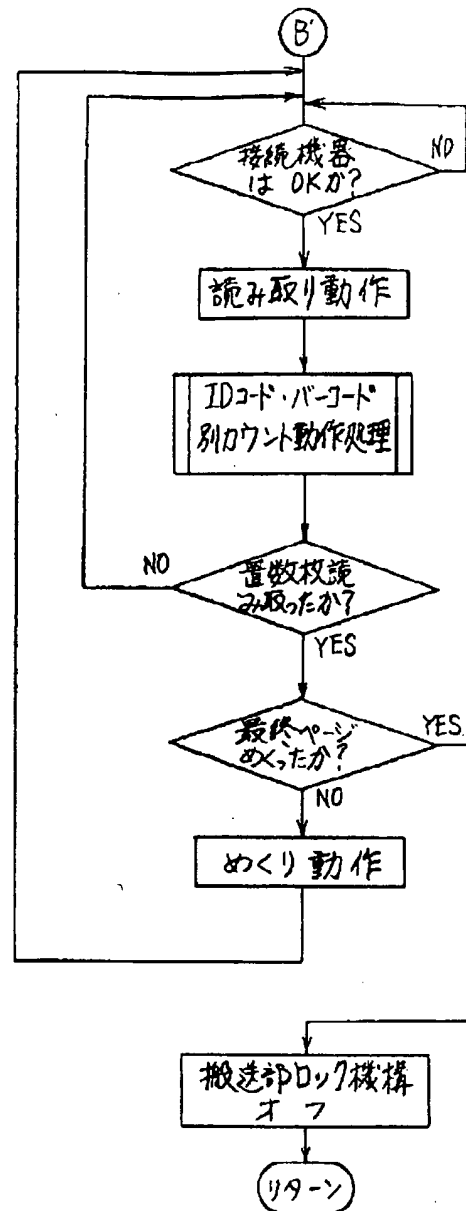 B'
接続機器
は OKか?
NO
YES
読み取り動作
IDコード・バーコード
別カウント動作処理
NO
置数枚読
み取ったか?
YES
最終ページ
めくったか?
YES
NO
めくり動作
搬送部ロック機構
オフ
リターン